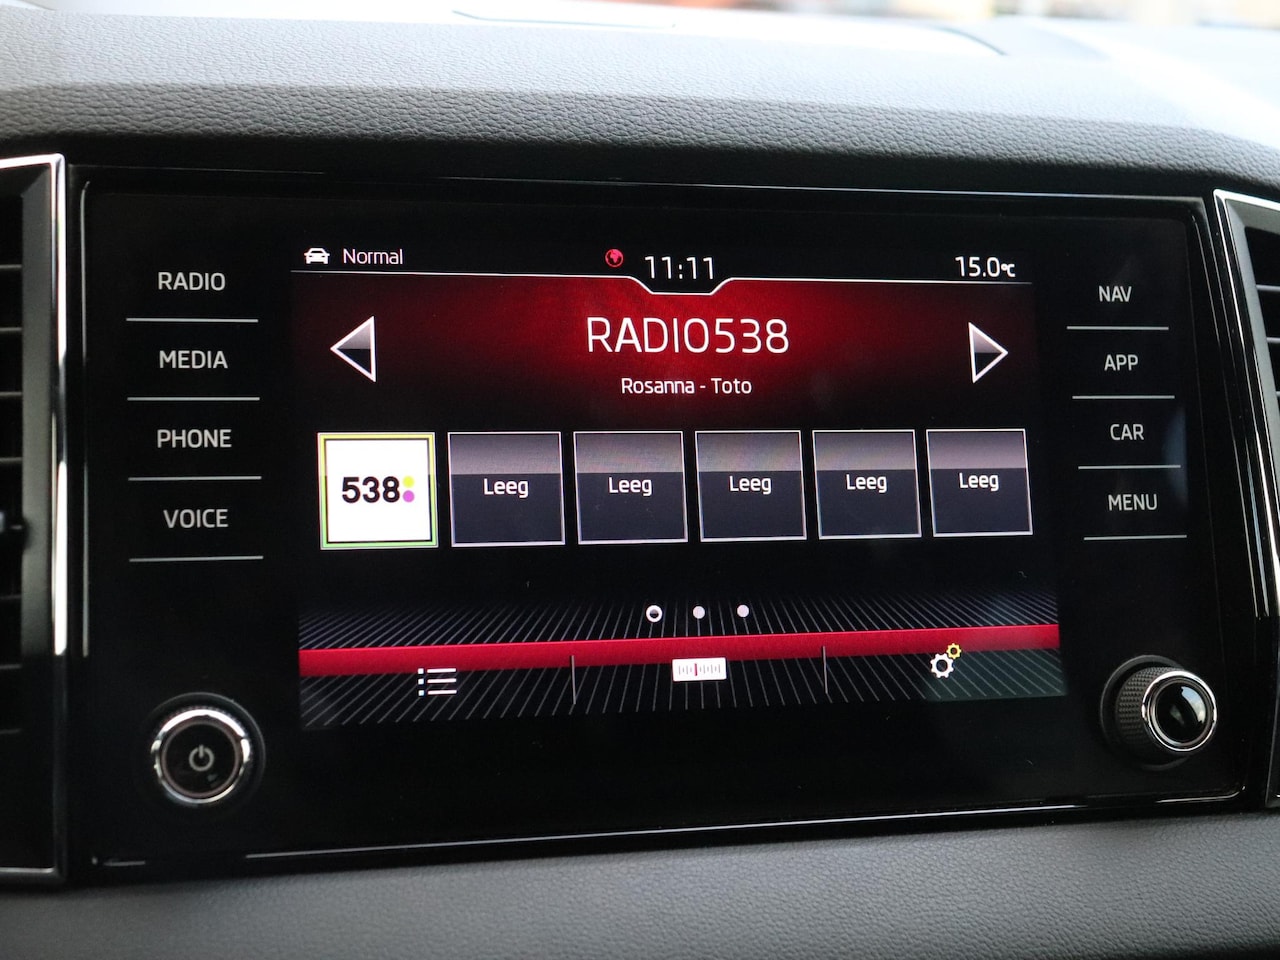 Normal
11:11
15.0°C
RADIO
MEDIA
PHONE
VOICE
RADIO538
Rosanna - Toto
538
Leeg
Leeg
Leeg
Leeg
Leeg
NAV
APP
CAR
MENU